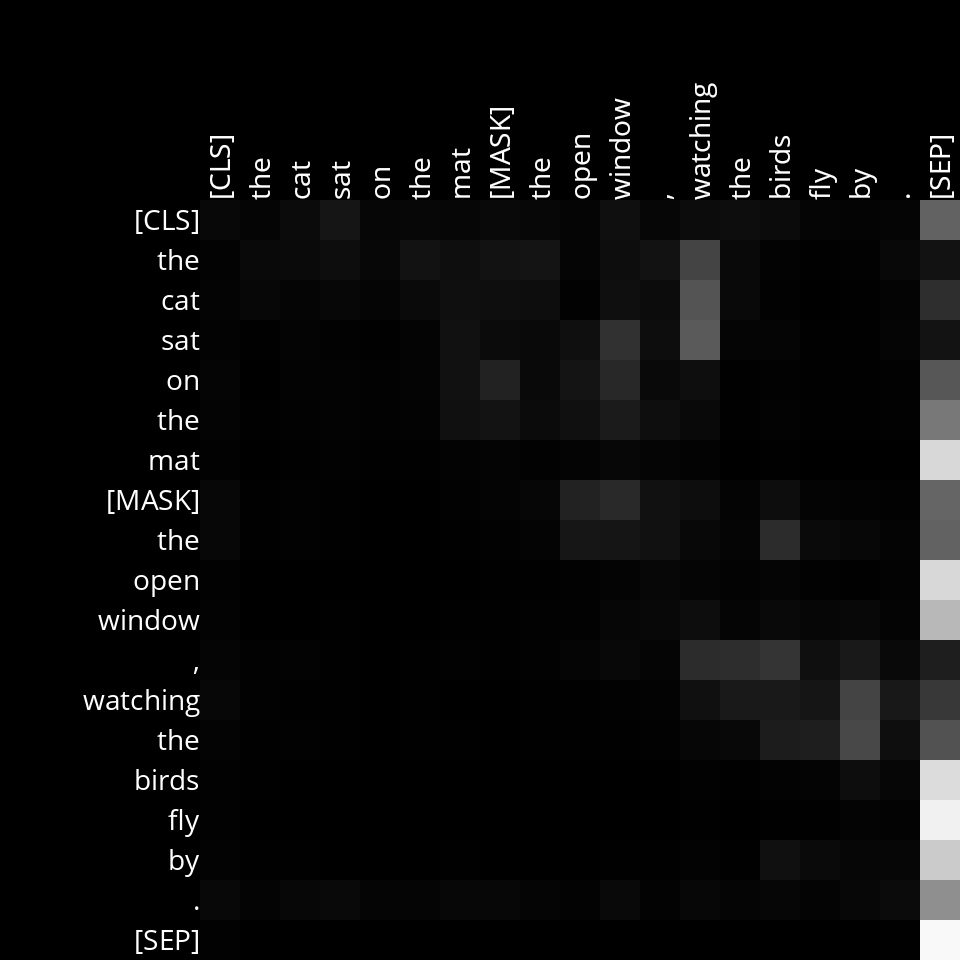 [CLS] the cat sat on the mat [MASK] the open window , watching the birds fly by . [SEP]
[CLS]
the
cat
sat
on
the
mat
[MASK]
the
open
window
,
watching
the
birds
fly
by
.
[SEP]